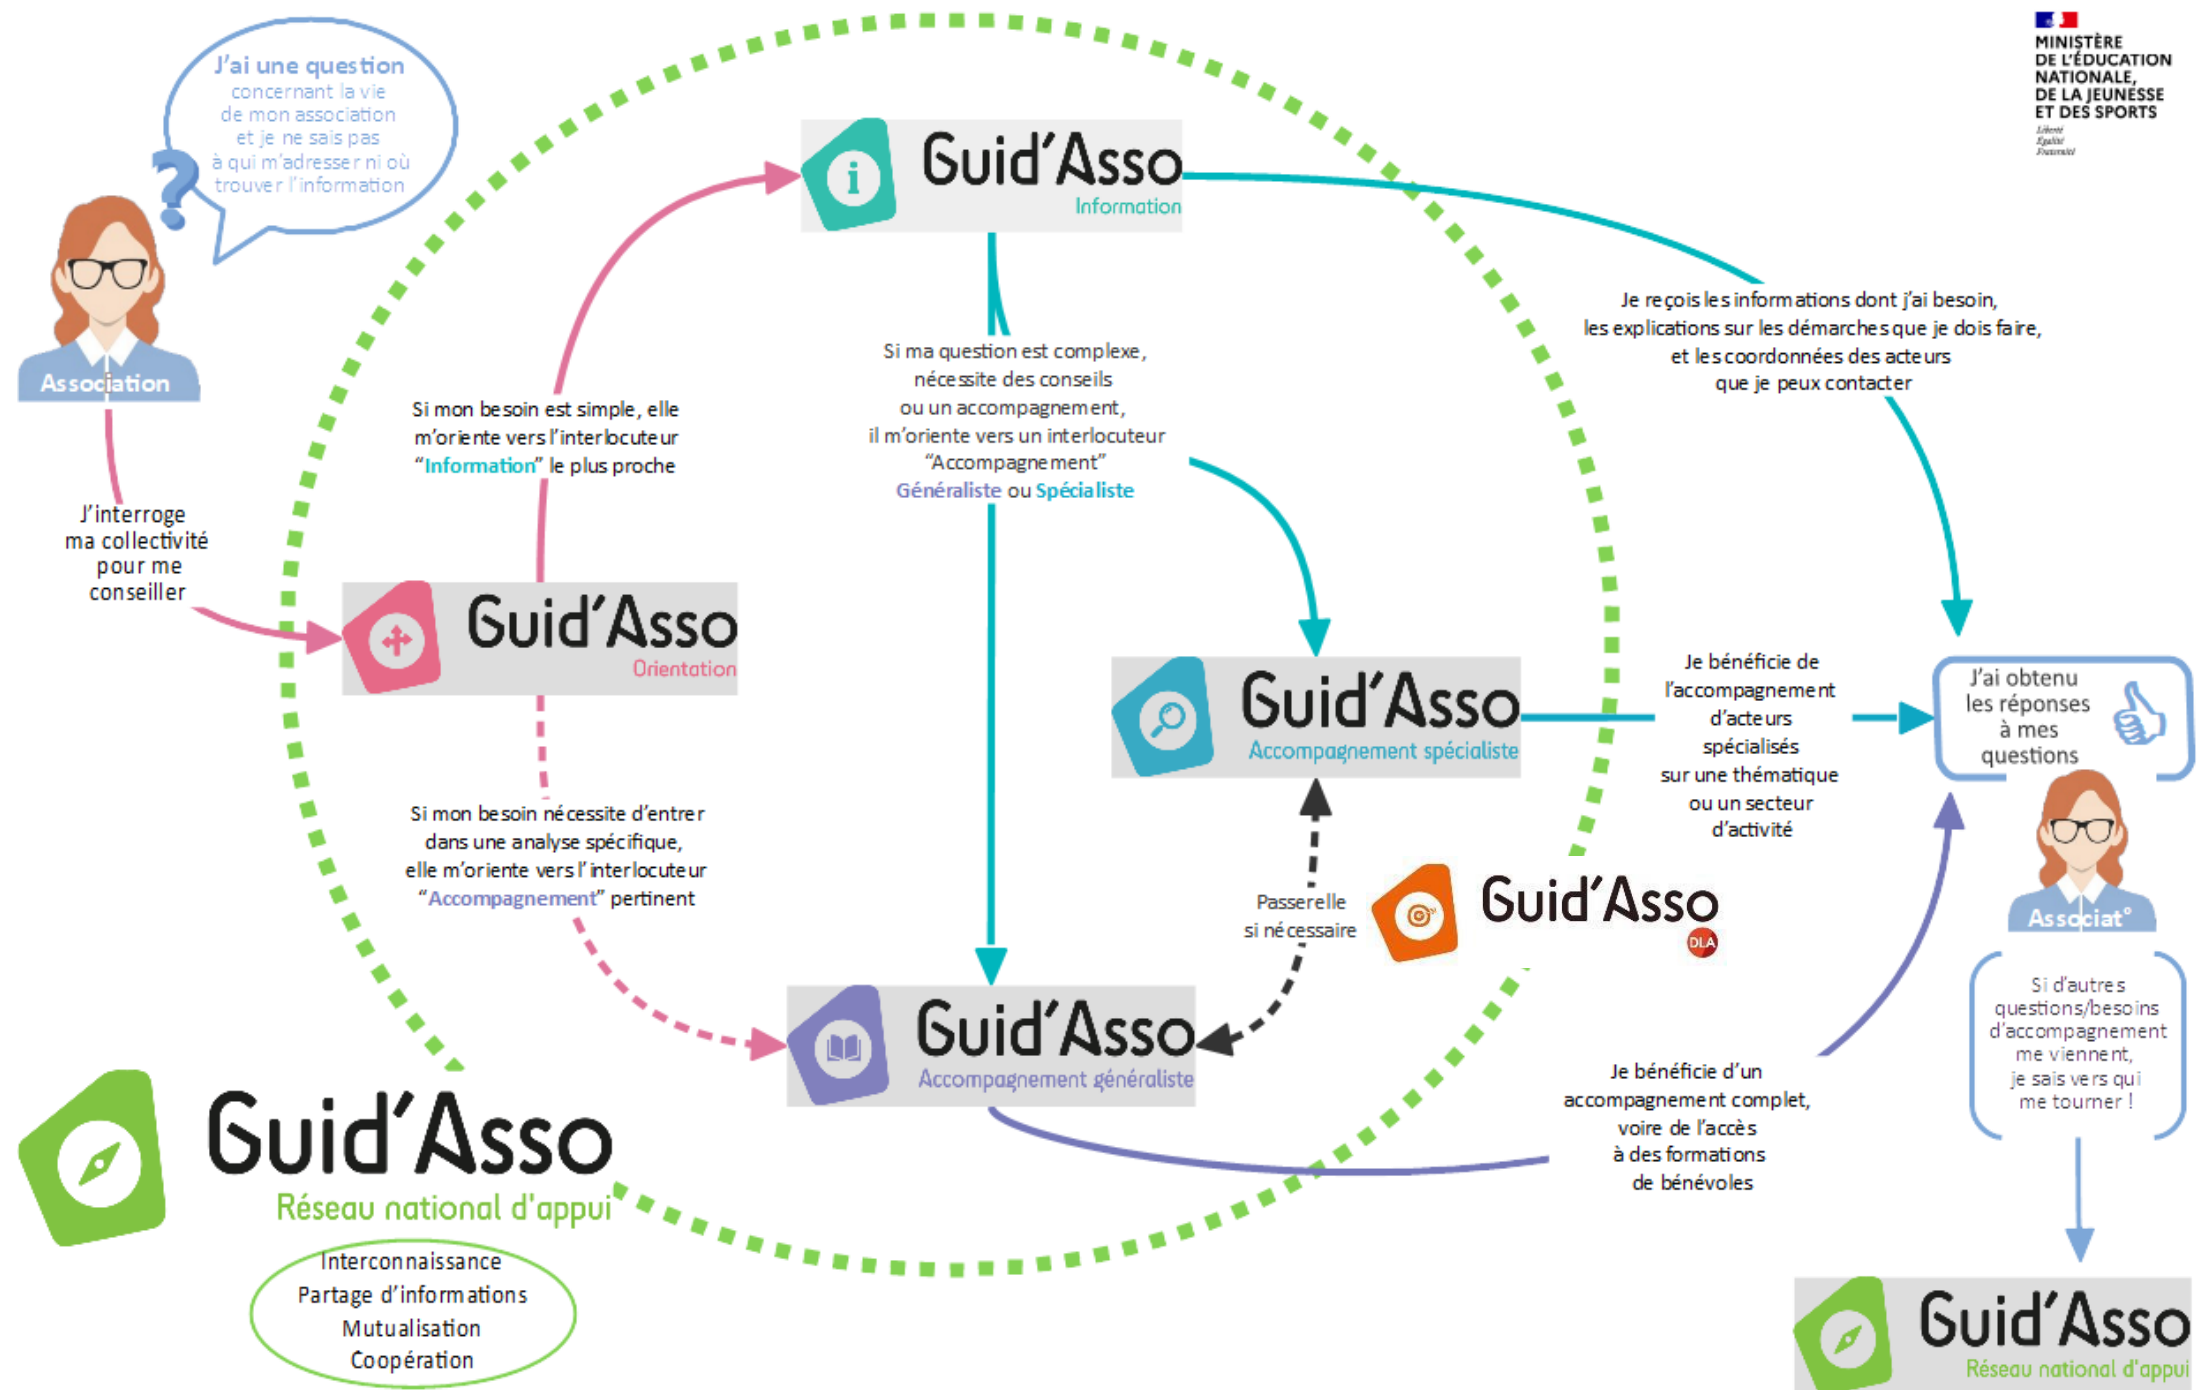 J'ai une question
concernant la vie
de mon association
et je ne sais pas
à qui m'adresser ni où
trouver l'information
?
Association
J'interroge
ma collectivité
pour me
conseiller
MINISTÈRE
DE L'ÉDUCATION
NATIONALE,
DE LA JEUNESSE
ET DES SPORTS
Liberté
Égalité
Fraternité
i
Guid'Asso
Information
Si mon besoin est simple, elle
m'oriente vers l'interlocuteur
"Information" le plus proche
Guid'Asso
Orientation
Si mon besoin nécessite d'entrer
dans une analyse spécifique,
elle m'oriente vers l'interlocuteur
"Accompagnement" pertinent
Si ma question est complexe,
nécessite des conseils
ou un accompagnement,
il m'oriente vers un interlocuteur
"Accompagnement"
Généraliste ou Spécialiste
Je reçois les informations dont j'ai besoin,
les explications sur les démarches que je dois faire,
et les coordonnées des acteurs
que je peux contacter
Guid'Asso
Accompagnement spécialiste
Je bénéficie de
l'accompagnement
d'acteurs
spécialisés
sur une thématique
ou un secteur
d'activité
Passerelle
si nécessaire
Guid'Asso
DLA
Guid'Asso
Accompagnement généraliste
Je bénéficie d'un
accompagnement complet,
voire de l'accès
à des formations
de bénévoles
J'ai obtenu
les réponses
à mes
questions
Associat°
Si d'autres
questions/besoins
d'accompagnement
me viennent,
je sais vers qui
me tourner !
Guid'Asso
Réseau national d'appui
Interconnaissance
Partage d'informations
Mutualisation
Coopération
Guid'Asso
Réseau national d'appui